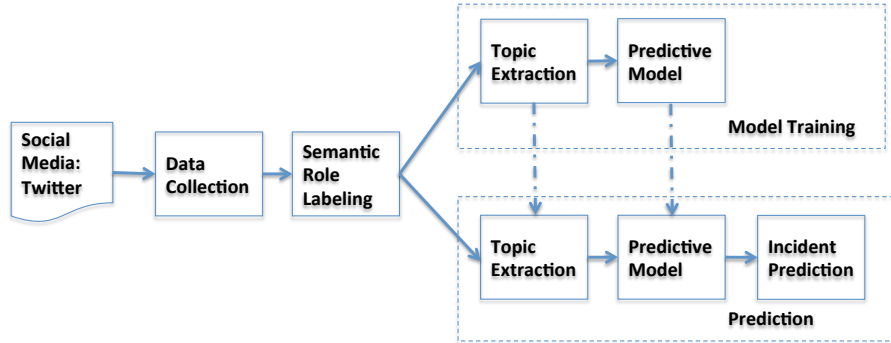 Social
Media:
Twitter
Data
Collection
Semantic
Role
Labeling
Topic
Extraction
Predictive
Model
Model Training
Topic
Extraction
Predictive
Model
Incident
Prediction
Prediction